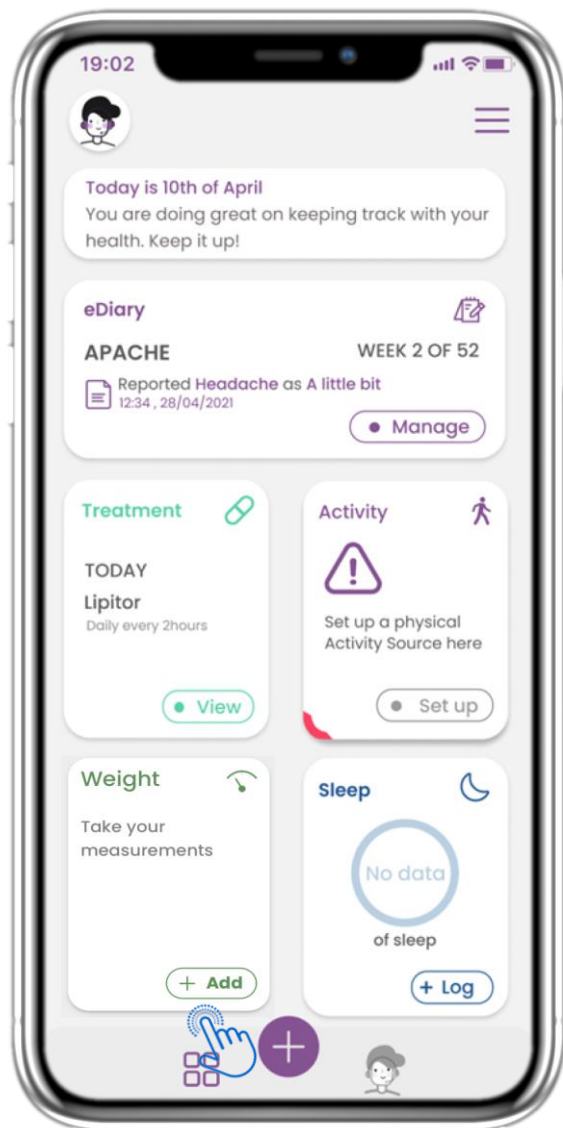 19:02
Today is 10th of April
You are doing great on keeping track with your
health. Keep it up!
eDiary
APACHE
WEEK 2 OF 52
Reported Headache as A little bit
12:34 , 28/04/2021
Manage
Treatment
TODAY
Lipitor
Daily every 2hours
View
Activity
Set up a physical
Activity Source here
Set up
Weight
Take your
measurements
+ Add
Sleep
No data
of sleep
+ Log